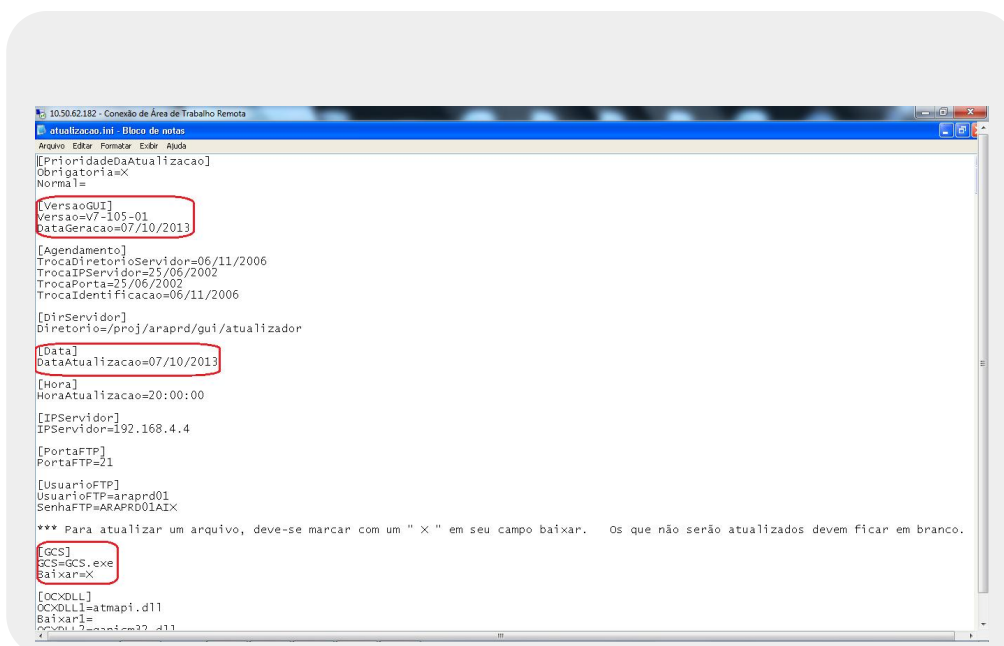 10.50.62.182 - Conexão de Área de Trabalho Remota
atualizacao.ini - Bloco de notas
Arquivo Editar Formatar Exibir Ajuda
[PrioridadeDaAtualizacao]
Obrigatoria=X
Normal=
[VersaoGUI]
Versao=V7-105-01
DataGeracao=07/10/2013
[Agendamento]
TrocaDiretorioServidor=06/11/2006
TrocaIPServidor=25/06/2002
TrocaPorta=25/06/2002
TrocaIdentificacao=06/11/2006
[DirServidor]
Diretorio=/proj/araprd/gui/atualizador
[Data]
DataAtualizacao=07/10/2013
[Hora]
HoraAtualizacao=20:00:00
[IPServidor]
IPServidor=192.168.4.4
[PortaFTP]
PortaFTP=21
[UsuarioFTP]
UsuarioFTP=araprd01
SenhaFTP=ARAPRD01AIX
*** Para atualizar um arquivo, deve-se marcar com um " X " em seu campo baixar. Os que não serão atualizados devem ficar em branco.
[GCS]
GCS=GCS.exe
Baixar=X
[OCXDLL]
OCXDLL1=atmapi.dll
Baixar1=